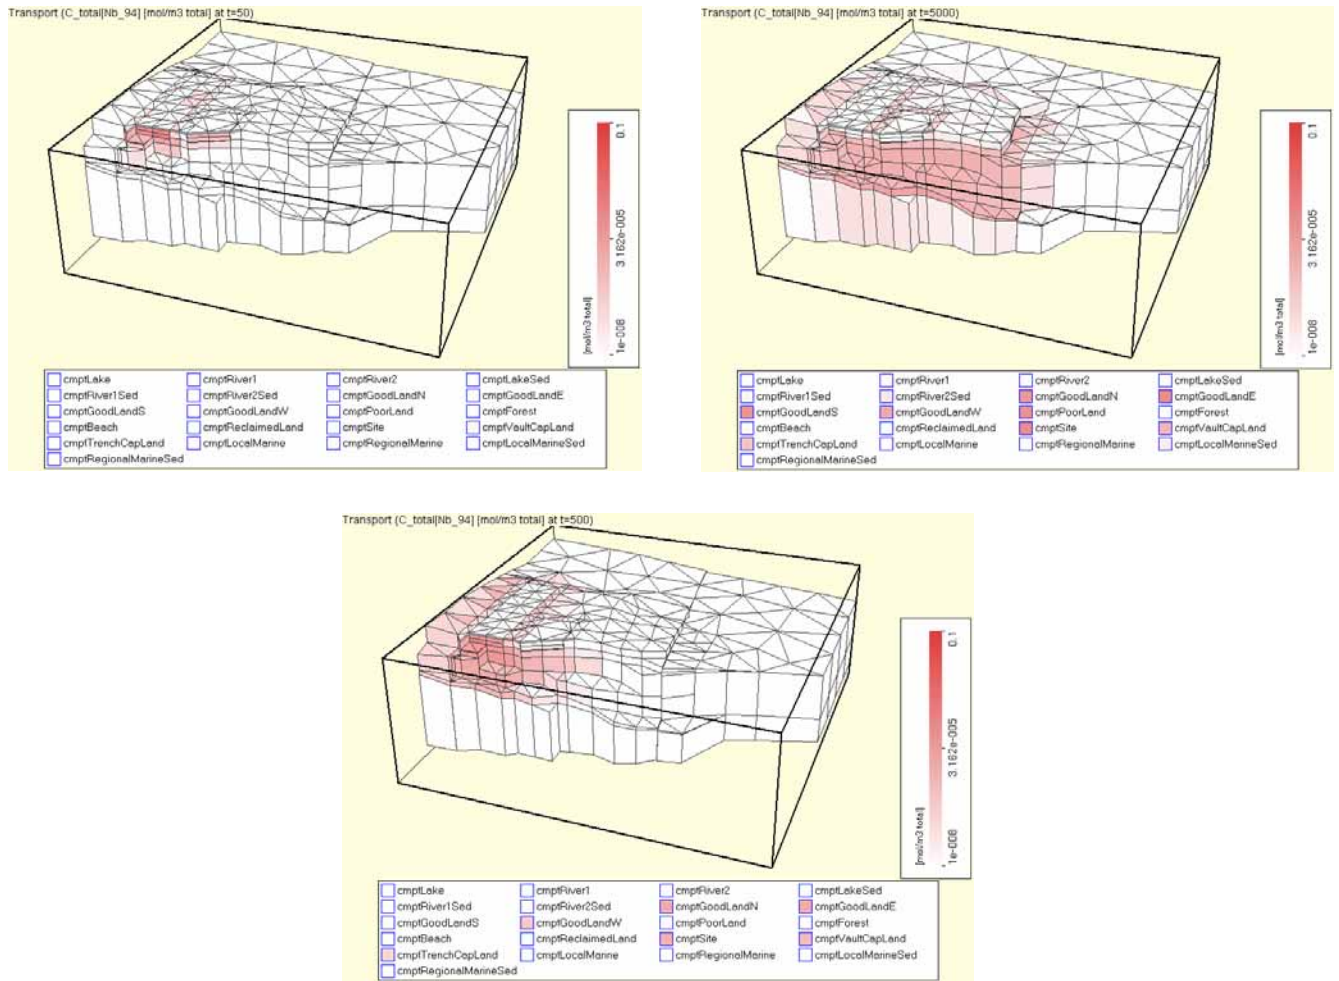 Transport (C_total[Nb_94] [mol/m3 total] at t=50)
0.1
3.162e-005
1e-008
[mol/m3 total]
cmptLake cmptRiver1 cmptRiver2 cmptLakeSed
cmptRiver1Sed cmptRiver2Sed cmptGoodLandN cmptGoodLandE
cmptGoodLandS cmptGoodLandW cmptPoorLand cmptForest
cmptBeach cmptReclaimedLand cmptSite cmptVaultCapLand
cmptTrenchCapLand cmptLocalMarine cmptRegionalMarine cmptLocalMarineSed
cmptRegionalMarineSed
Transport (C_total[Nb_94] [mol/m3 total] at t=5000)
0.1
3.162e-005
1e-008
[mol/m3 total]
cmptLake cmptRiver1 cmptRiver2 cmptLakeSed
cmptRiver1Sed cmptRiver2Sed cmptGoodLandN cmptGoodLandE
cmptGoodLandS cmptGoodLandW cmptPoorLand cmptForest
cmptBeach cmptReclaimedLand cmptSite cmptVaultCapLand
cmptTrenchCapLand cmptLocalMarine cmptRegionalMarine cmptLocalMarineSed
cmptRegionalMarineSed
Transport (C_total[Nb_94] [mol/m3 total] at t=500)
0.1
3.162e-005
1e-008
[mol/m3 total]
cmptLake cmptRiver1 cmptRiver2 cmptLakeSed
cmptRiver1Sed cmptRiver2Sed cmptGoodLandN cmptGoodLandE
cmptGoodLandS cmptGoodLandW cmptPoorLand cmptForest
cmptBeach cmptReclaimedLand cmptSite cmptVaultCapLand
cmptTrenchCapLand cmptLocalMarine cmptRegionalMarine cmptLocalMarineSed
cmptRegionalMarineSed